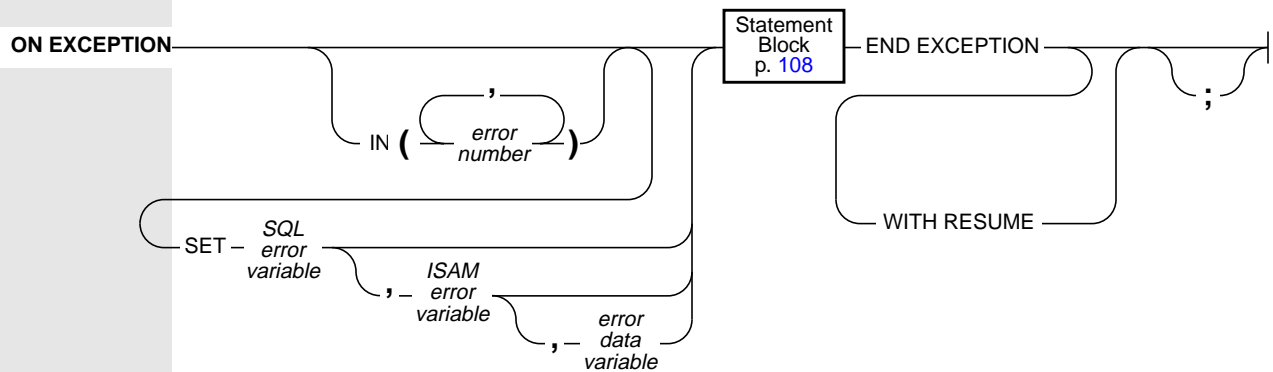 Statement
Block
p. 108
ON EXCEPTION
END EXCEPTION
,
;
IN ( error number )
SET
SQL
error
variable
WITH RESUME
,
ISAM
error
variable
,
error
data
variable